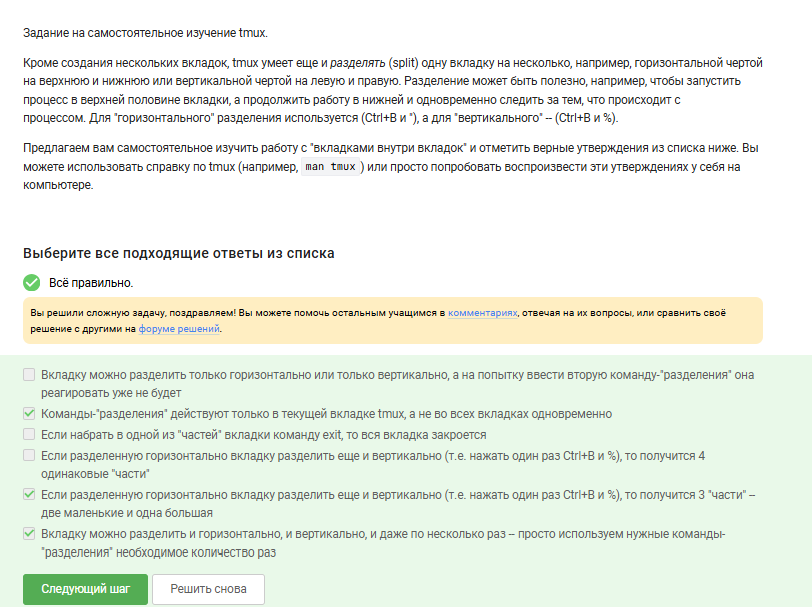 Задание на самостоятельное изучение tmux.
Кроме создания нескольких вкладок, tmux умеет еще и разделять (split) одну вкладку на несколько, например, горизонтальной чертой
на верхнюю и нижнюю или вертикальной чертой на левую и правую. Разделение может быть полезно, например, чтобы запустить
процесс в верхней половине вкладки, а продолжить работу в нижней и одновременно следить за тем, что происходит с
процессом. Для "горизонтального" разделения используется (Ctrl+B и "), а для "вертикального" -- (Ctrl+B и %).
Предлагаем вам самостоятельное изучить работу с "вкладками внутри вкладок" и отметить верные утверждения из списка ниже. Вы
можете использовать справку по tmux (например, man tmux ) или просто попробовать воспроизвести эти утверждениях у себя на
компьютере.
Выберите все подходящие ответы из списка
Всё правильно.
Вы решили сложную задачу, поздравляем! Вы можете помочь остальным учащимся в комментариях, отвечая на их вопросы, или сравнить своё
решение с другими на форуме решений.
Вкладку можно разделить только горизонтально или только вертикально, а на попытку ввести вторую команду-"разделения" она
реагировать уже не будет
Команды-"разделения" действуют только в текущей вкладке tmux, а не во всех вкладках одновременно
Если набрать в одной из "частей" вкладки команду exit, то вся вкладка закроется
Если разделенную горизонтально вкладку разделить еще и вертикально (т.е. нажать один раз Ctrl+B и %), то получится 4
одинаковые "части"
Если разделенную горизонтально вкладку разделить еще и вертикально (т.е. нажать один раз Ctrl+B и %), то получится 3 "части" --
две маленькие и одна большая
Вкладку можно разделить и горизонтально, и вертикально, и даже по несколько раз -- просто используем нужные команды-
"разделения" необходимое количество раз
Следующий шаг Решить снова